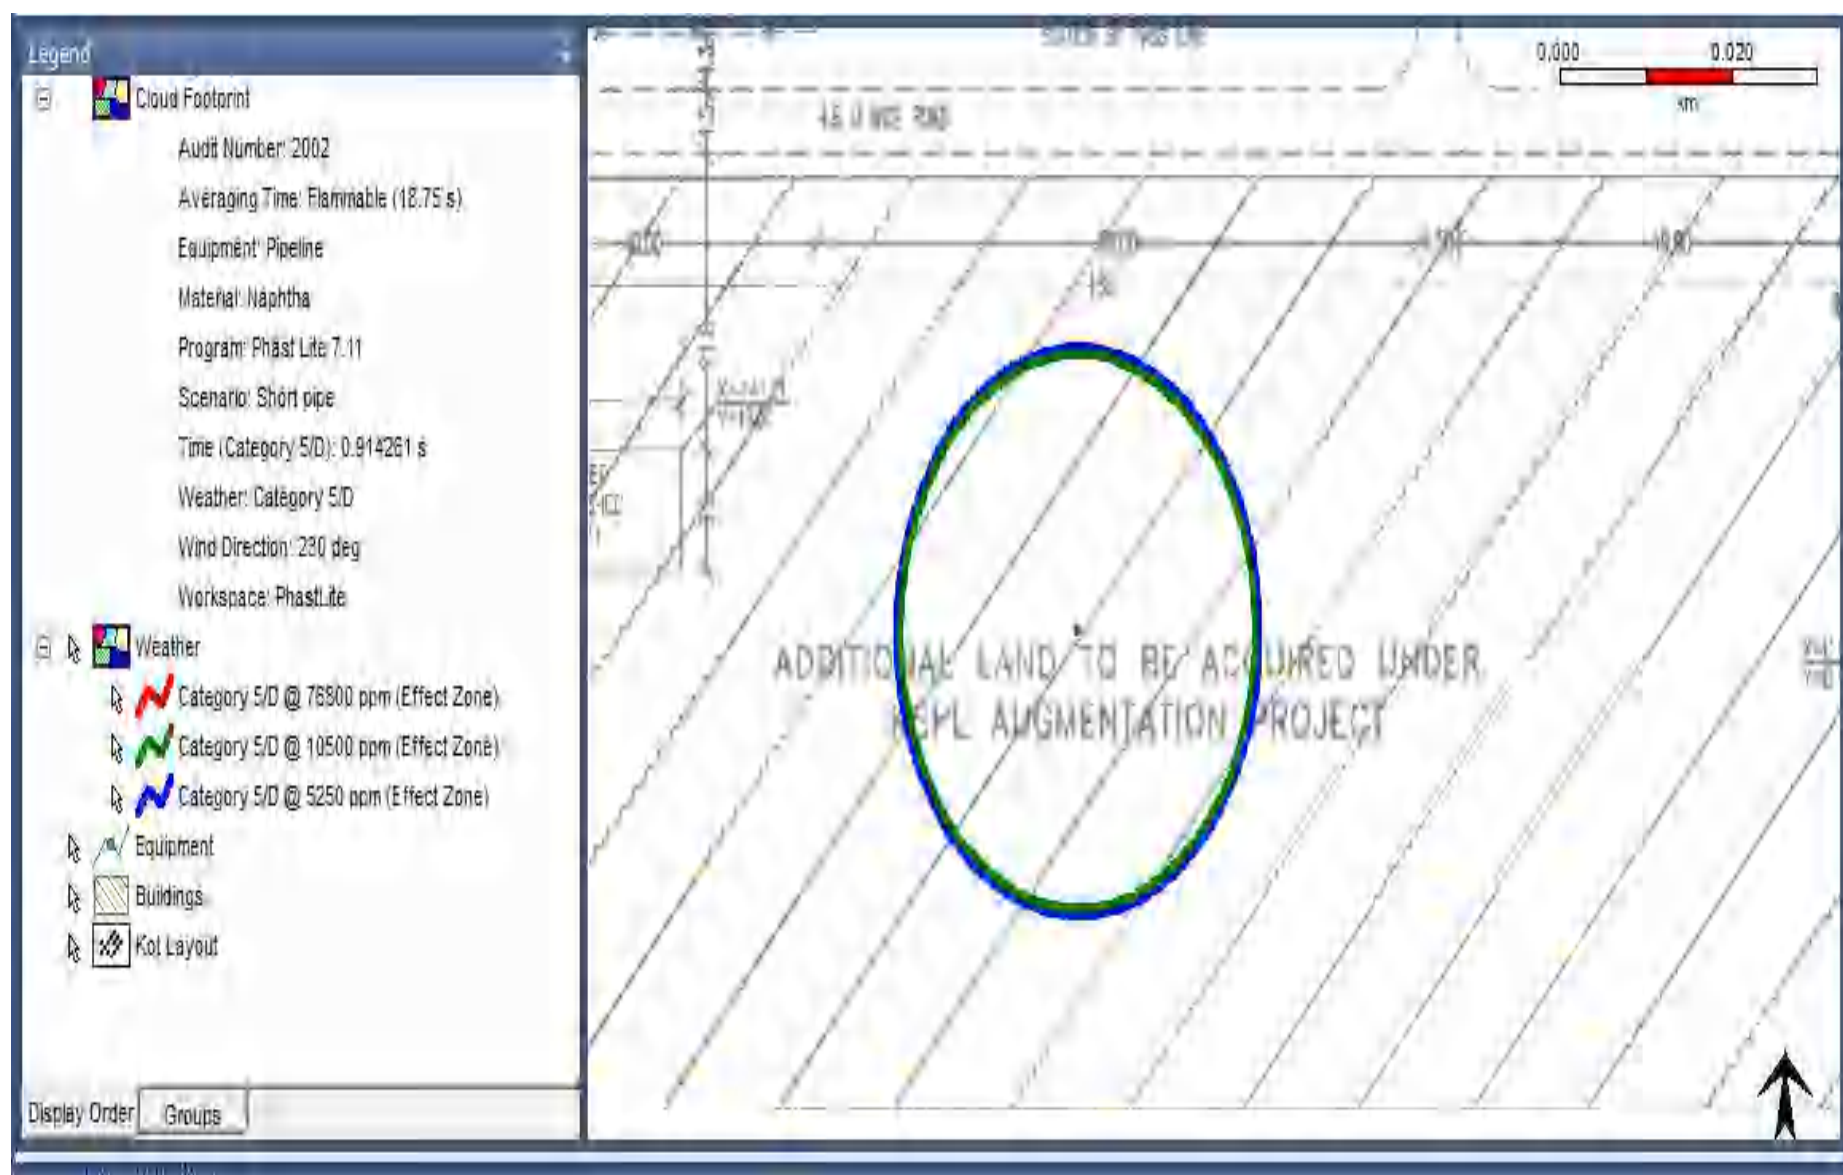 Legend
Cloud Footprint
Audit Number: 2002
Averaging Time: Flammable (18.75 s)
Equipment: Pipeline
Material: Naphtha
Program: Phast Lite 7.11
Scenario: Short pipe
Time (Category 5/D): 0.914261 s
Weather: Category 5/D
Wind Direction: 230 deg
Workspace: PhastLite
Weather
Category 5/D @ 76800 ppm (Effect Zone)
Category 5/D @ 10500 ppm (Effect Zone)
Category 5/D @ 5250 ppm (Effect Zone)
Equipment
Buildings
Kot Layout
Display Order
Groups
0.000 0.020
km
WIDE ROAD
ADDITIONAL LAND TO BE ACQUIRED UNDER
AUGMENTATION PROJECT